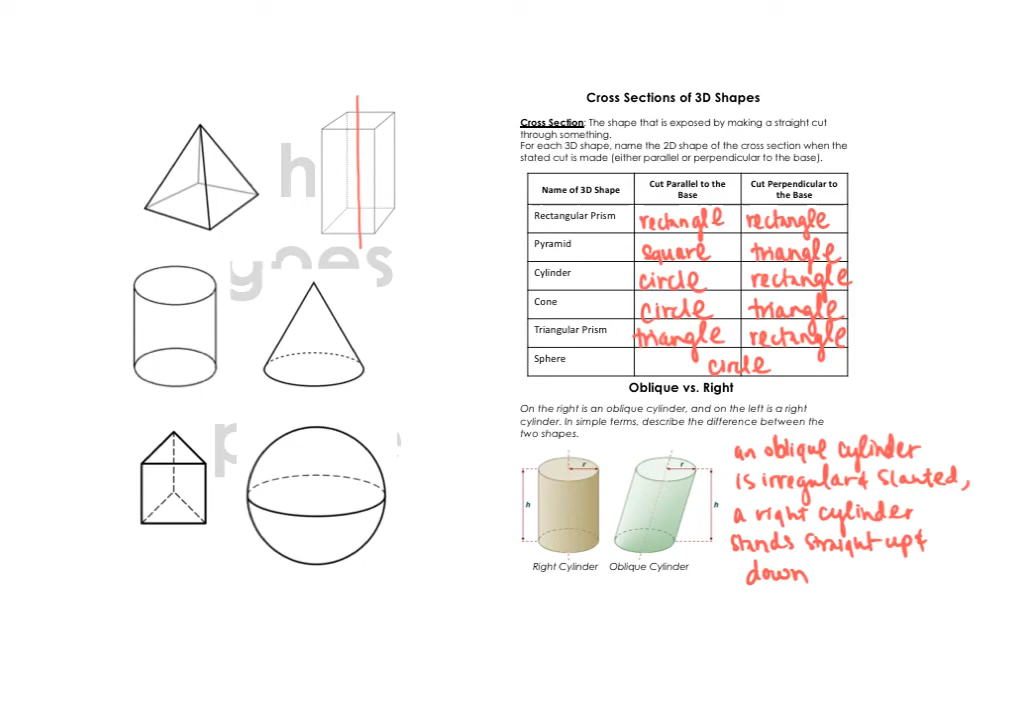 h
ypes
p
Cross Sections of 3D Shapes
Cross Section: The shape that is exposed by making a straight cut
through something.
For each 3D shape, name the 2D shape of the cross section when the
stated cut is made (either parallel or perpendicular to the base).
Name of 3D Shape Cut Parallel to the Base Cut Perpendicular to the Base
Rectangular Prism rectangle rectangle
Pyramid square triangle
Cylinder circle rectangle
Cone circle triangle
Triangular Prism triangle rectangle
Sphere circle
Oblique vs. Right
On the right is an oblique cylinder, and on the left is a right
cylinder. In simple terms, describe the difference between the
two shapes.
r r
h h
Right Cylinder Oblique Cylinder
an oblique cylinder
is irregular & slanted,
a right cylinder
stands straight up &
down